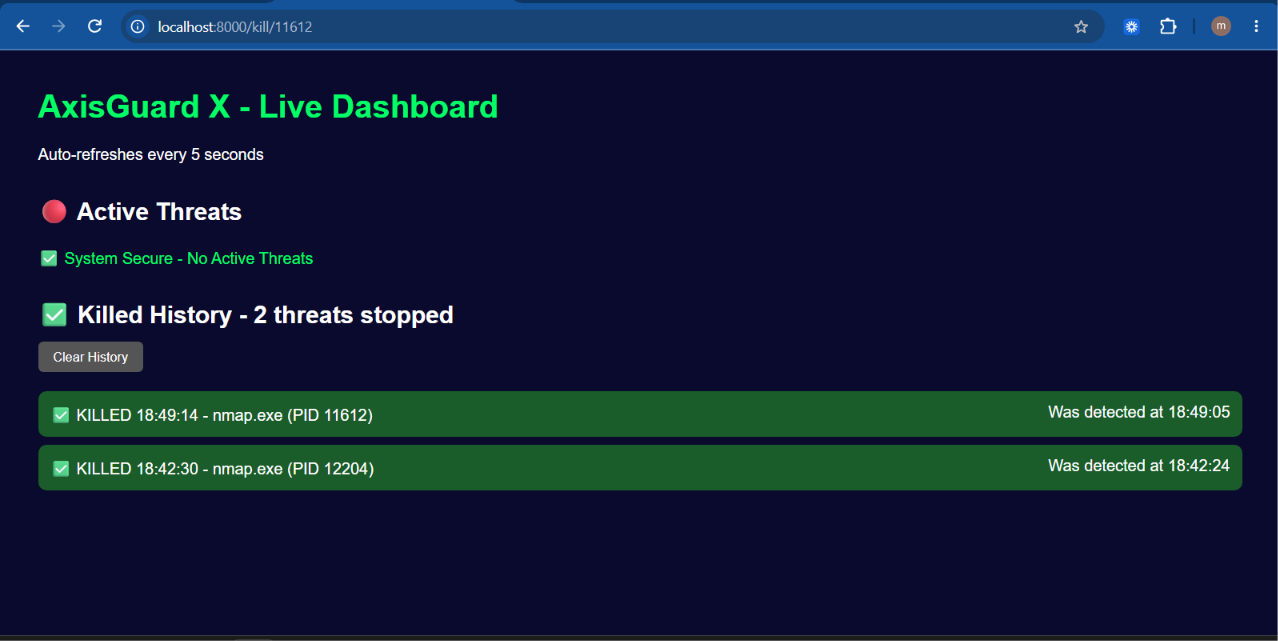 localhost:8000/kill/11612
m
AxisGuard X - Live Dashboard
Auto-refreshes every 5 seconds
Active Threats
System Secure - No Active Threats
Killed History - 2 threats stopped
Clear History
KILLED 18:49:14 - nmap.exe (PID 11612) Was detected at 18:49:05
KILLED 18:42:30 - nmap.exe (PID 12204) Was detected at 18:42:24